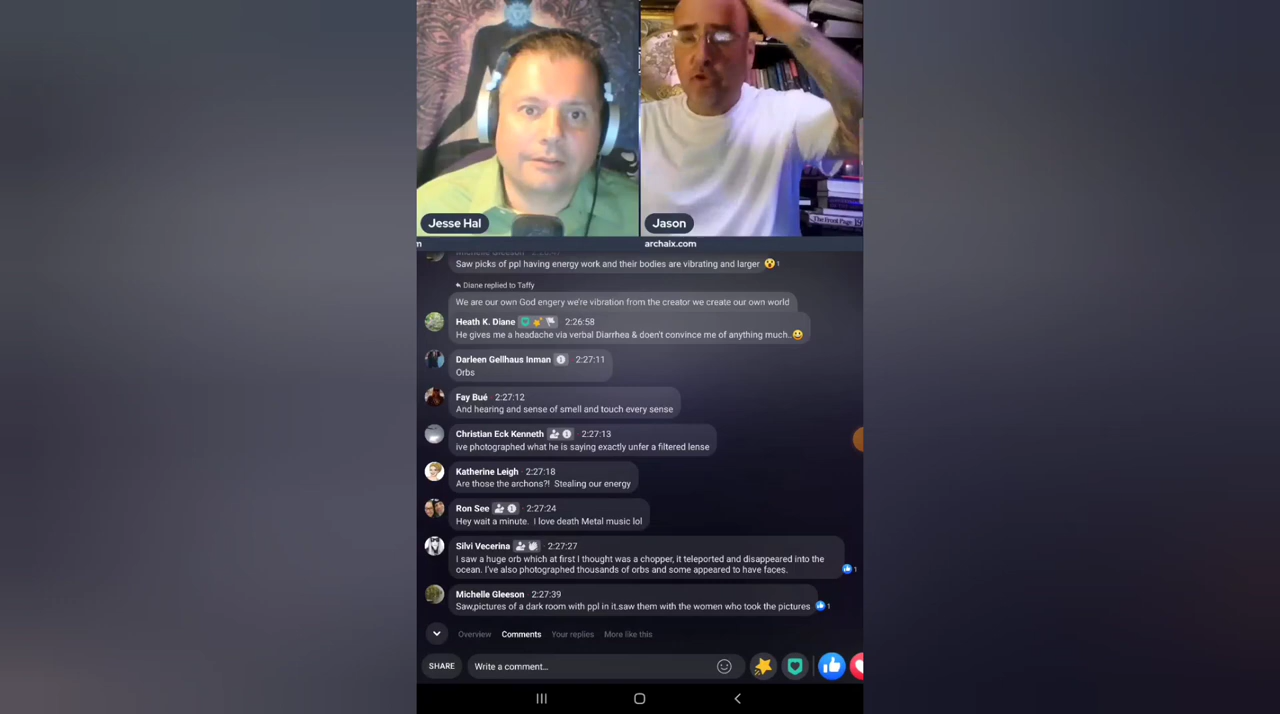 Jesse Hal
Jason
m
archaix.com
Michelle Gleeson 2:26:47
Saw picks of ppl having energy work and their bodies are vibrating and larger 1
Diane replied to Taffy
We are our own God engery we're vibration from the creator we create our own world
Heath K. Diane 2:26:58
He gives me a headache via verbal Diarrhea & doen't convince me of anything much..
Darleen Gellhaus Inman 2:27:11
Orbs
Fay Bué · 2:27:12
And hearing and sense of smell and touch every sense
Christian Eck Kenneth · 2:27:13
ive photographed what he is saying exactly unfer a filtered lense
Katherine Leigh · 2:27:18
Are those the archons?! Stealing our energy
Ron See · 2:27:24
Hey wait a minute. I love death Metal music lol
Silvi Vecerina · 2:27:27
I saw a huge orb which at first I thought was a chopper, it teleported and disappeared into the
ocean. I've also photographed thousands of orbs and some appeared to have faces.
1
Michelle Gleeson · 2:27:39
Saw,pictures of a dark room with ppl in it.saw them with the women who took the pictures 1
Overview Comments Your replies More like this
SHARE Write a comment...